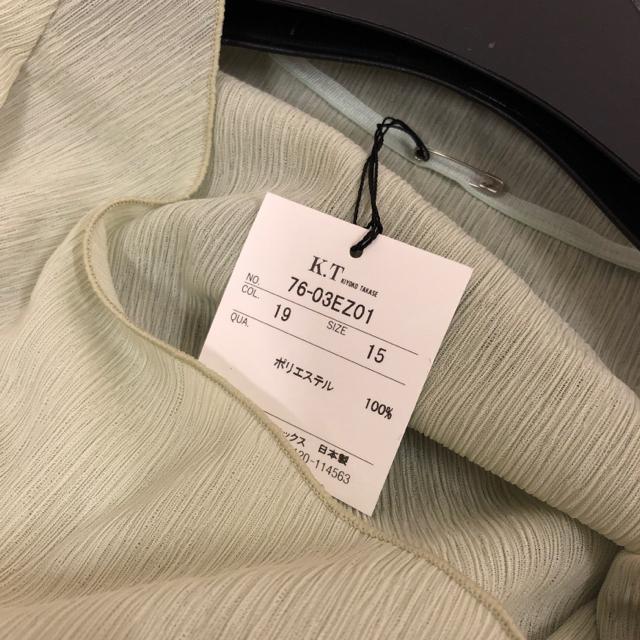 K.T
KIYOKO TAKASE
NO. 76-03EZ01
COL. 19 SIZE 15
QUA.
ポリエステル
100%
ックス 日本製
20-114563